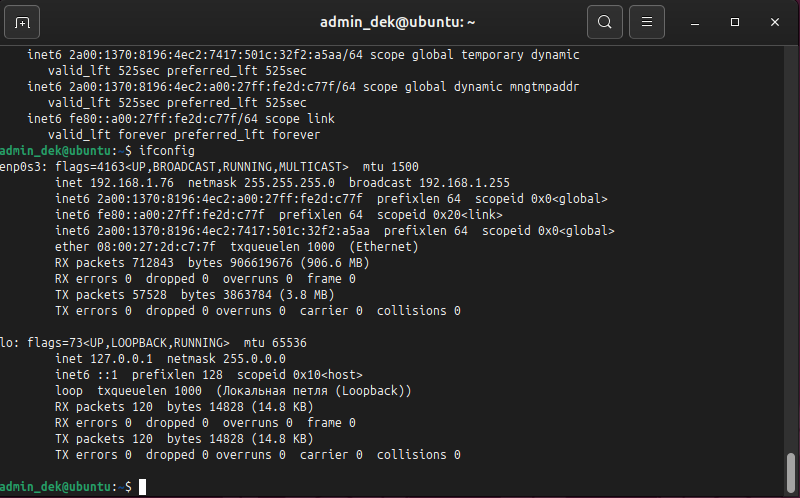 admin_dek@ubuntu: ~
inet6 2a00:1370:8196:4ec2:7417:501c:32f2:a5aa/64 scope global temporary dynamic
valid_lft 525sec preferred_lft 525sec
inet6 2a00:1370:8196:4ec2:a00:27ff:fe2d:c77f/64 scope global dynamic mngtmpaddr
valid_lft 525sec preferred_lft 525sec
inet6 fe80::a00:27ff:fe2d:c77f/64 scope link
valid_lft forever preferred_lft forever
admin_dek@ubuntu:~$ ifconfig
enp0s3: flags=4163<UP,BROADCAST,RUNNING,MULTICAST>  mtu 1500
inet 192.168.1.76  netmask 255.255.255.0  broadcast 192.168.1.255
inet6 2a00:1370:8196:4ec2:a00:27ff:fe2d:c77f  prefixlen 64  scopeid 0x0<global>
inet6 fe80::a00:27ff:fe2d:c77f  prefixlen 64  scopeid 0x20<link>
inet6 2a00:1370:8196:4ec2:7417:501c:32f2:a5aa  prefixlen 64  scopeid 0x0<global>
ether 08:00:27:2d:c7:7f  txqueuelen 1000  (Ethernet)
RX packets 712843  bytes 906619676 (906.6 MB)
RX errors 0  dropped 0  overruns 0  frame 0
TX packets 57528  bytes 3863784 (3.8 MB)
TX errors 0  dropped 0 overruns 0  carrier 0  collisions 0
lo: flags=73<UP,LOOPBACK,RUNNING>  mtu 65536
inet 127.0.0.1  netmask 255.0.0.0
inet6 ::1  prefixlen 128  scopeid 0x10<host>
loop  txqueuelen 1000  (Локальная петля (Loopback))
RX packets 120  bytes 14828 (14.8 KB)
RX errors 0  dropped 0  overruns 0  frame 0
TX packets 120  bytes 14828 (14.8 KB)
TX errors 0  dropped 0 overruns 0  carrier 0  collisions 0
admin_dek@ubuntu:~$